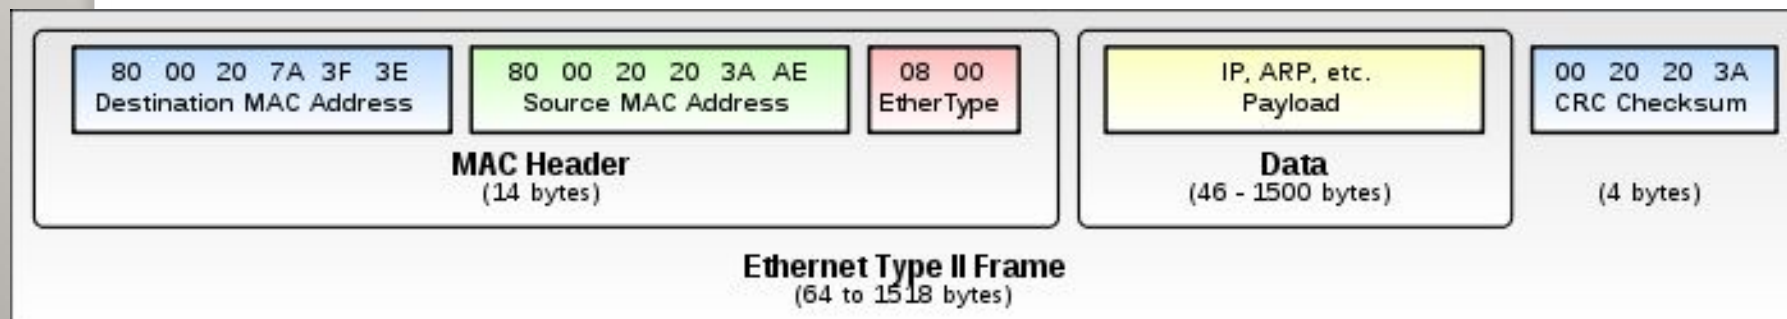 80 00 20 7A 3F 3E
Destination MAC Address
80 00 20 20 3A AE
Source MAC Address
08 00
EtherType
MAC Header
(14 bytes)
IP, ARP, etc.
Payload
Data
(46 - 1500 bytes)
00 20 20 3A
CRC Checksum
(4 bytes)
Ethernet Type II Frame
(64 to 1518 bytes)